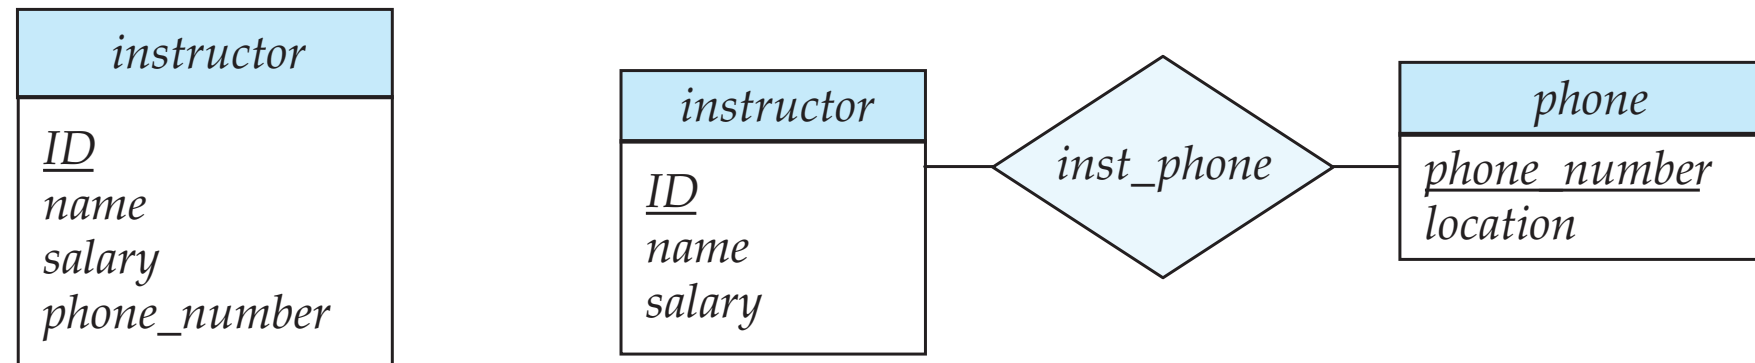 instructor
ID
name
salary
phone_number
instructor
ID
name
salary
inst_phone
phone
phone_number
location